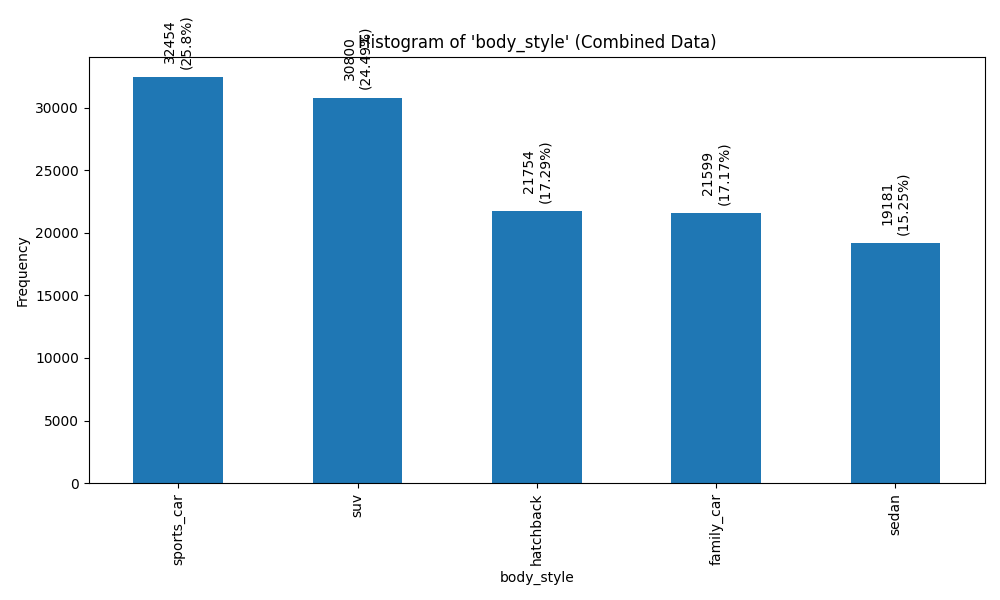 Histogram of 'body_style' (Combined Data)
32454
(25.8%)
30800
(24.49%)
21754
(17.29%)
21599
(17.17%)
19181
(15.25%)
Frequency
30000
25000
20000
15000
10000
5000
0
sports_car
suv
hatchback
family_car
sedan
body_style